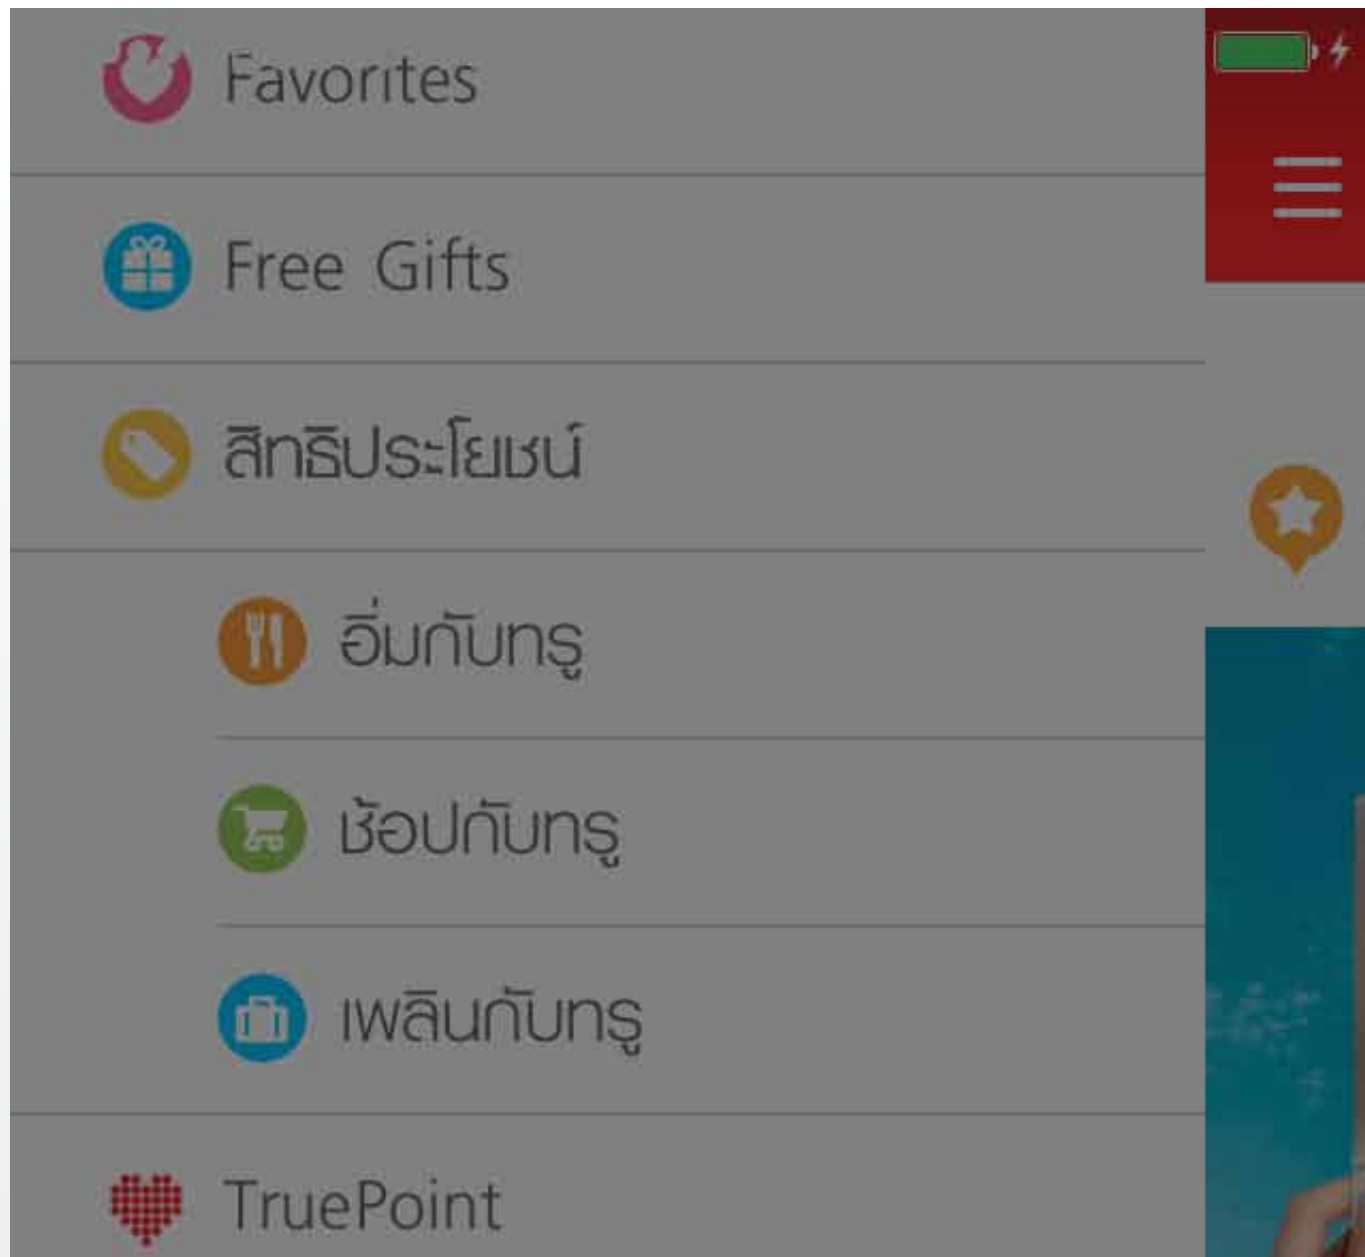 Favorites
Free Gifts
สิทธิประโยชน์
อิ่มกับทรู
ช้อปกับทรู
เพลินกับทรู
TruePoint